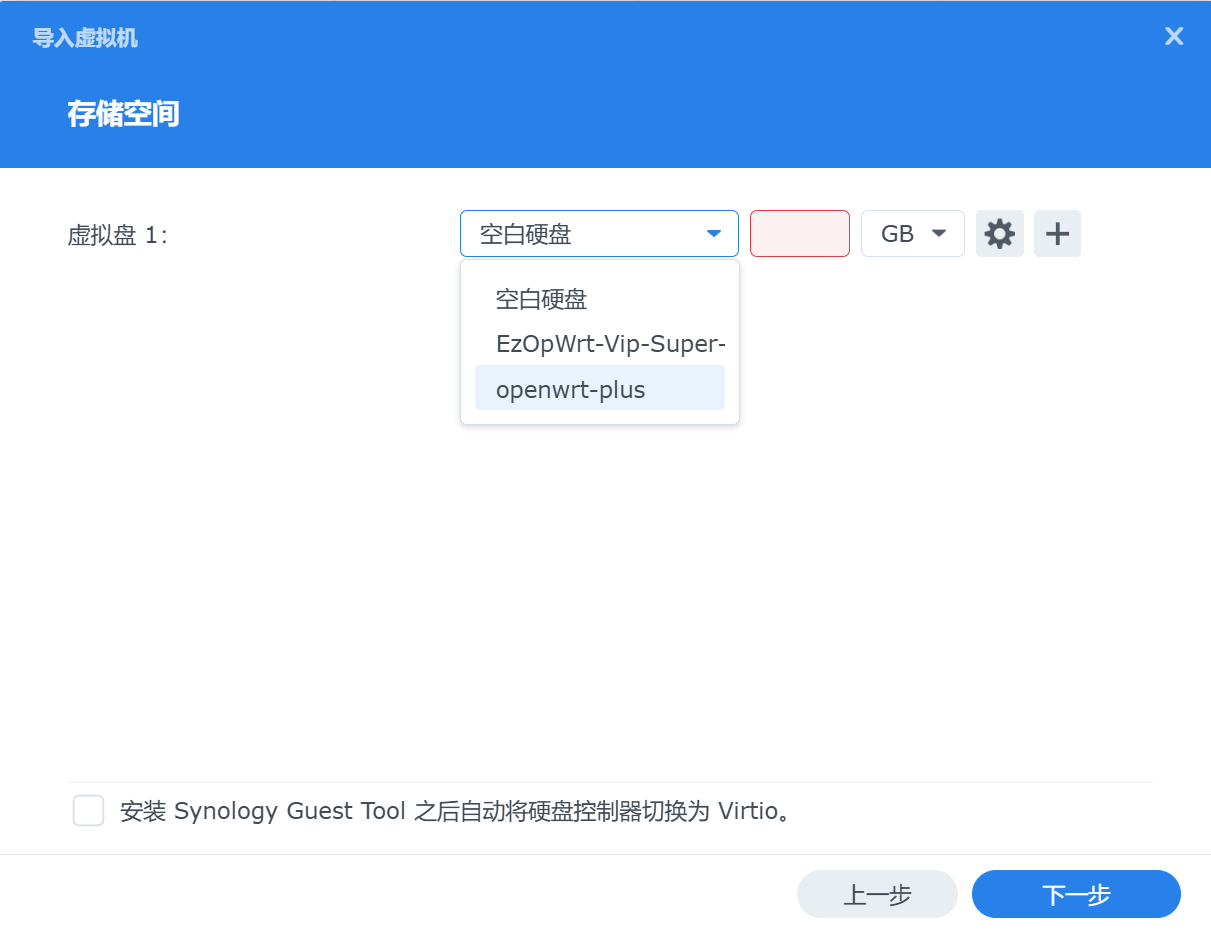 导入虚拟机
存储空间
虚拟盘 1：
空白硬盘
GB
空白硬盘
EzOpWrt-Vip-Super-
openwrt-plus
安装 Synology Guest Tool 之后自动将硬盘控制器切换为 Virtio。
上一步
下一步